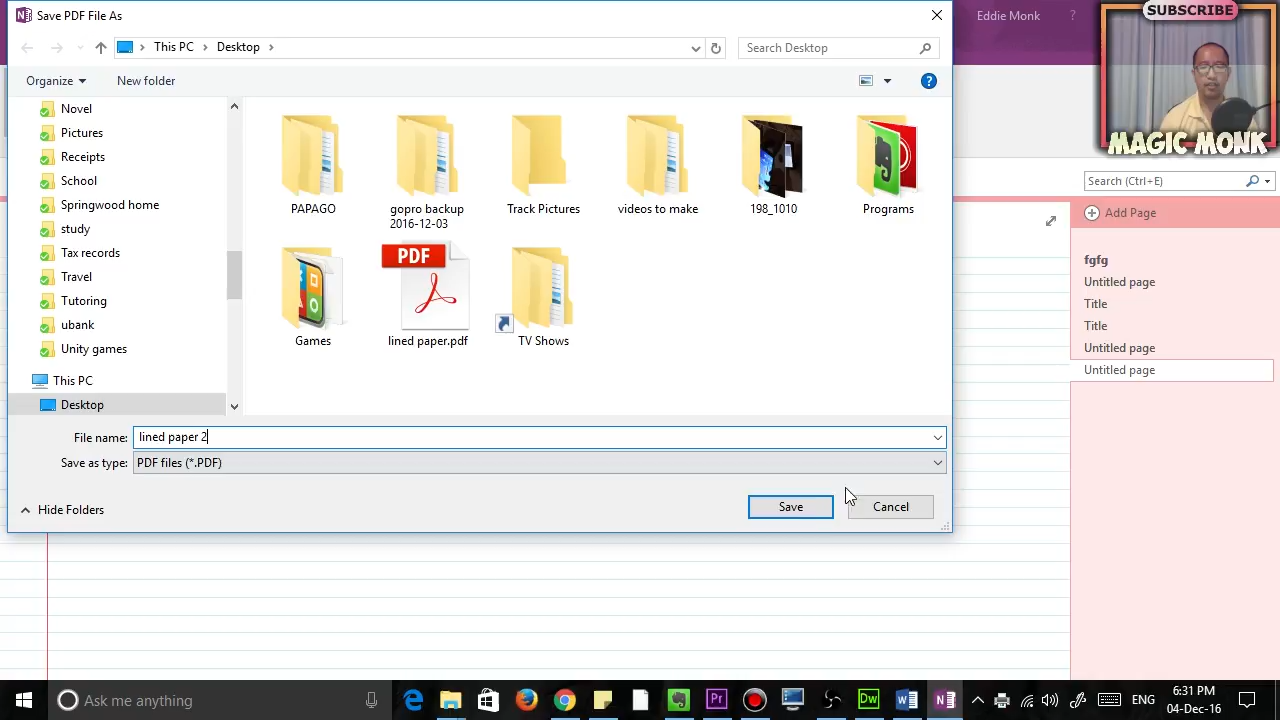 Save PDF File As
Eddie Monk
?
SUBSCRIBE
MAGIC MONK
This PC
Desktop
Search Desktop
Organize
New folder
?
Novel
Pictures
Receipts
School
Springwood home
study
Tax records
Travel
Tutoring
ubank
Unity games
This PC
Desktop
PAPAGO
gopro backup
2016-12-03
Track Pictures
videos to make
198_1010
Programs
Games
PDF
lined paper.pdf
TV Shows
File name:
lined paper 2
Save as type:
PDF files (*.PDF)
Hide Folders
Save
Cancel
Search (Ctrl+E)
Add Page
fgfg
Untitled page
Title
Title
Untitled page
Untitled page
Ask me anything
Pr
Dw
W
N
ENG
6:31 PM
04-Dec-16